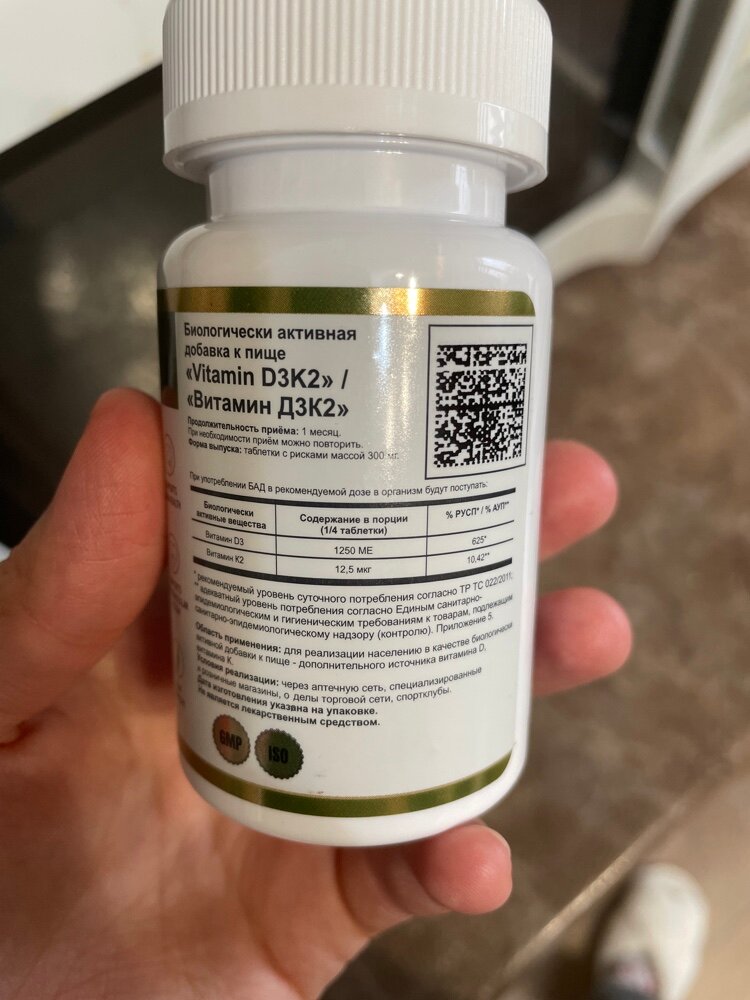 Биологически активная
добавка к пище
«Vitamin D3K2» /
«Витамин Д3К2»
Продолжительность приёма: 1 месяц.
При необходимости приём можно повторить.
Форма выпуска: таблетки с рисками массой 300 мг.
При употреблении БАД в рекомендуемой дозе в организм будут поступать:
Биологически активные вещества
Содержание в порции (1/4 таблетки)
% РУСП* / % АУП**
Витамин D3 1250 МЕ 625*
Витамин К2 12,5 мкг 10,42**
* рекомендуемый уровень суточного потребления согласно ТР ТС 022/2011;
** адекватный уровень потребления согласно Единым санитарно-
эпидемиологическим и гигиеническим требованиям к товарам, подлежащим
санитарно-эпидемиологическому надзору (контролю). Приложение 5.
Область применения: для реализации населению в качестве биологически
активной добавки к пище - дополнительного источника витамина D,
витамина К.
Условия реализации: через аптечную сеть, специализированные
и розничные магазины, о делы торговой сети, спортклубы.
Дата изготовления указана на упаковке.
Не является лекарственным средством.
GMP
ISO